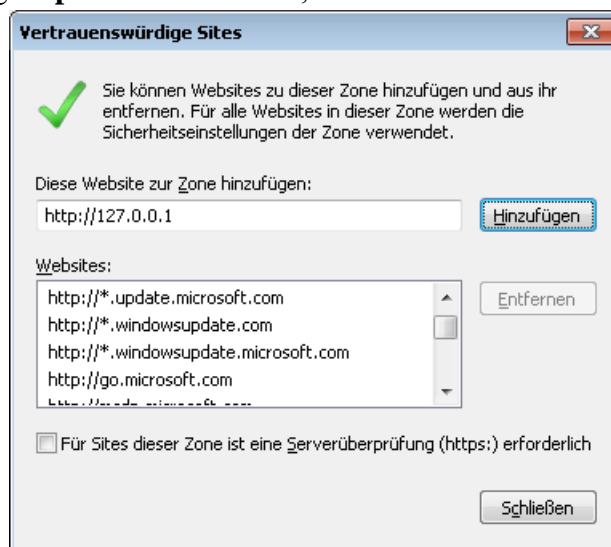 Vertrauenswürdige Sites
Sie können Websites zu dieser Zone hinzufügen und aus ihr
entfernen. Für alle Websites in dieser Zone werden die
Sicherheitseinstellungen der Zone verwendet.
Diese Website zur Zone hinzufügen:
http://127.0.0.1
Hinzufügen
Websites:
http://*.update.microsoft.com
Entfernen
http://*.windowsupdate.com
http://*.windowsupdate.microsoft.com
http://go.microsoft.com
Für Sites dieser Zone ist eine Serverüberprüfung (https:) erforderlich
Schließen